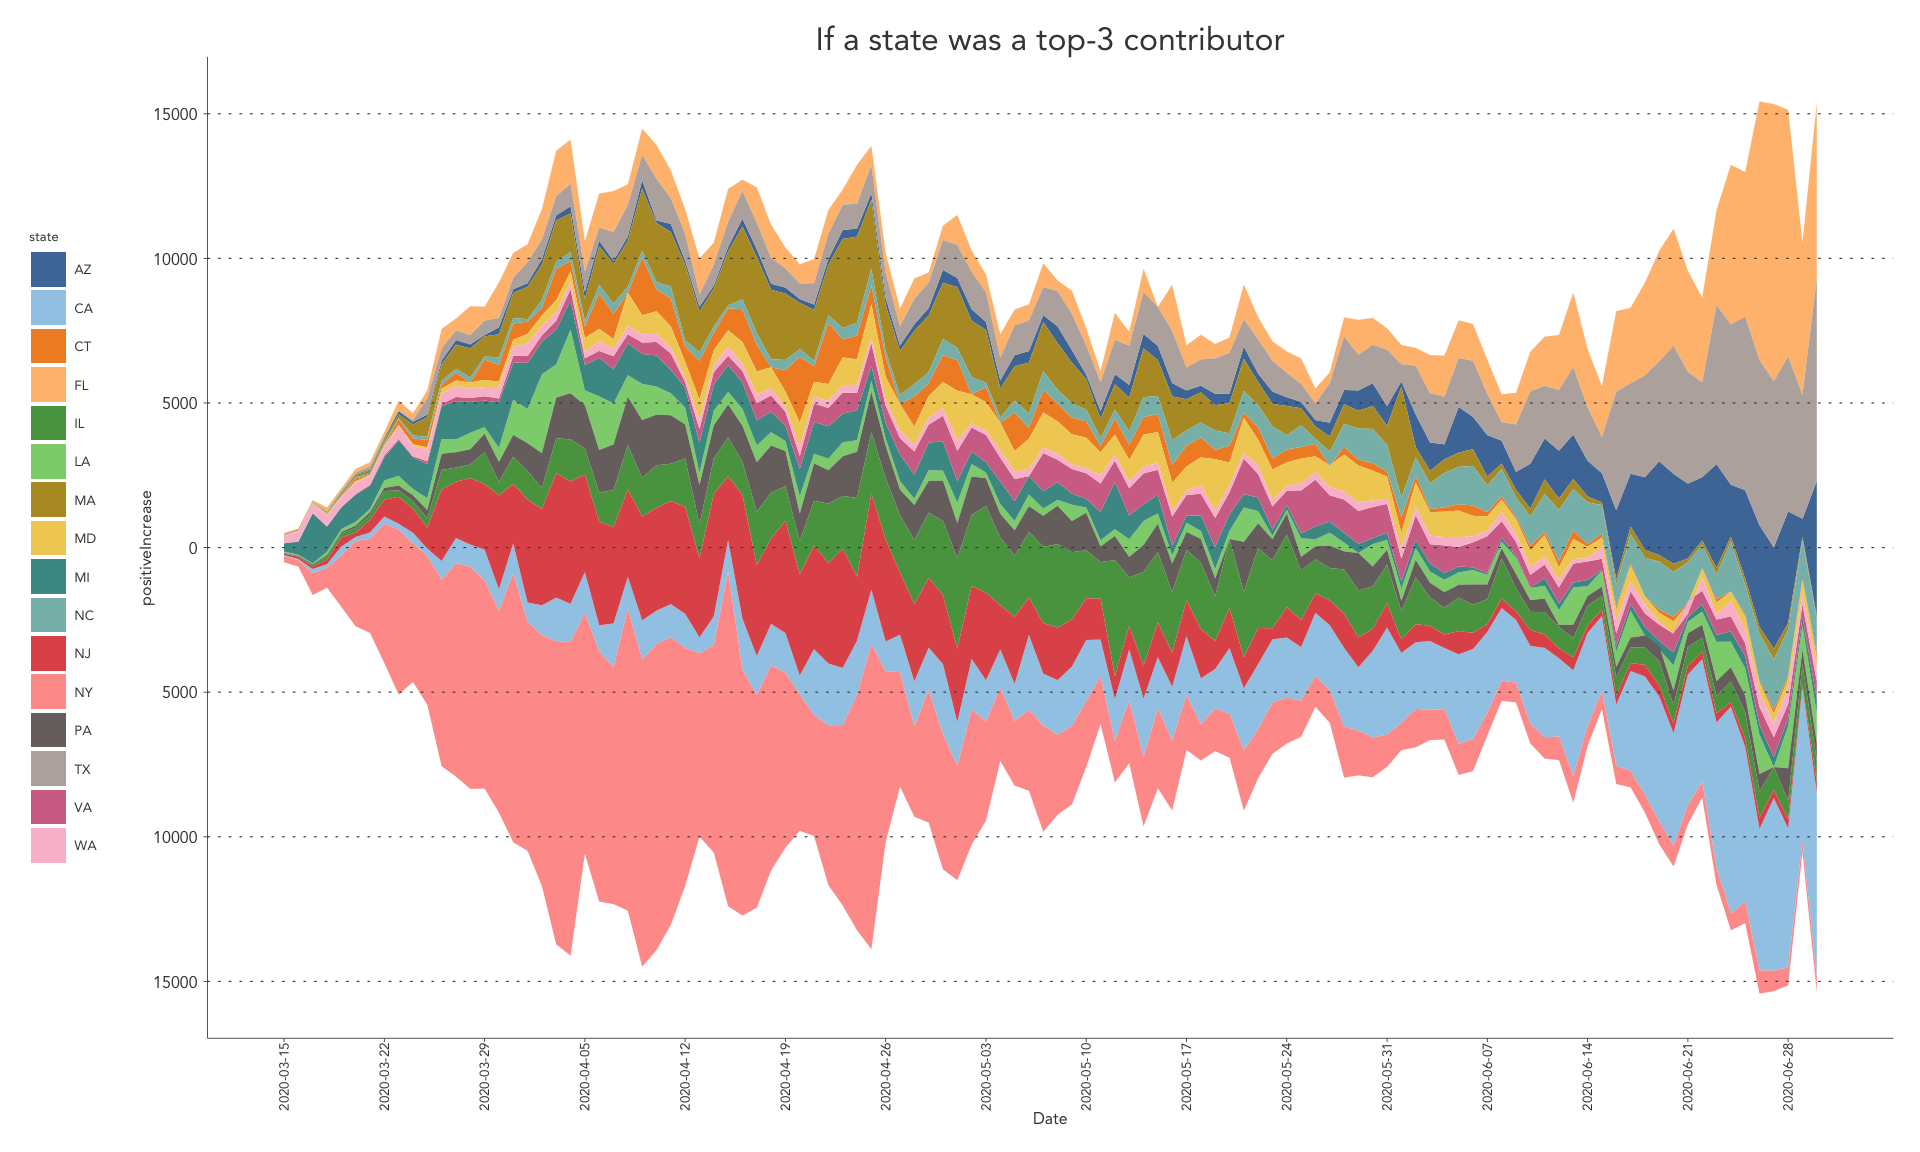 If a state was a top-3 contributor
state
AZ
CA
CT
FL
IL
LA
MA
MD
MI
NC
NJ
NY
PA
TX
VA
WA
positiveIncrease
15000
10000
5000
0
5000
10000
15000
2020-03-15
2020-03-22
2020-03-29
2020-04-05
2020-04-12
2020-04-19
2020-04-26
2020-05-03
2020-05-10
2020-05-17
2020-05-24
2020-05-31
2020-06-07
2020-06-14
2020-06-21
2020-06-28
Date